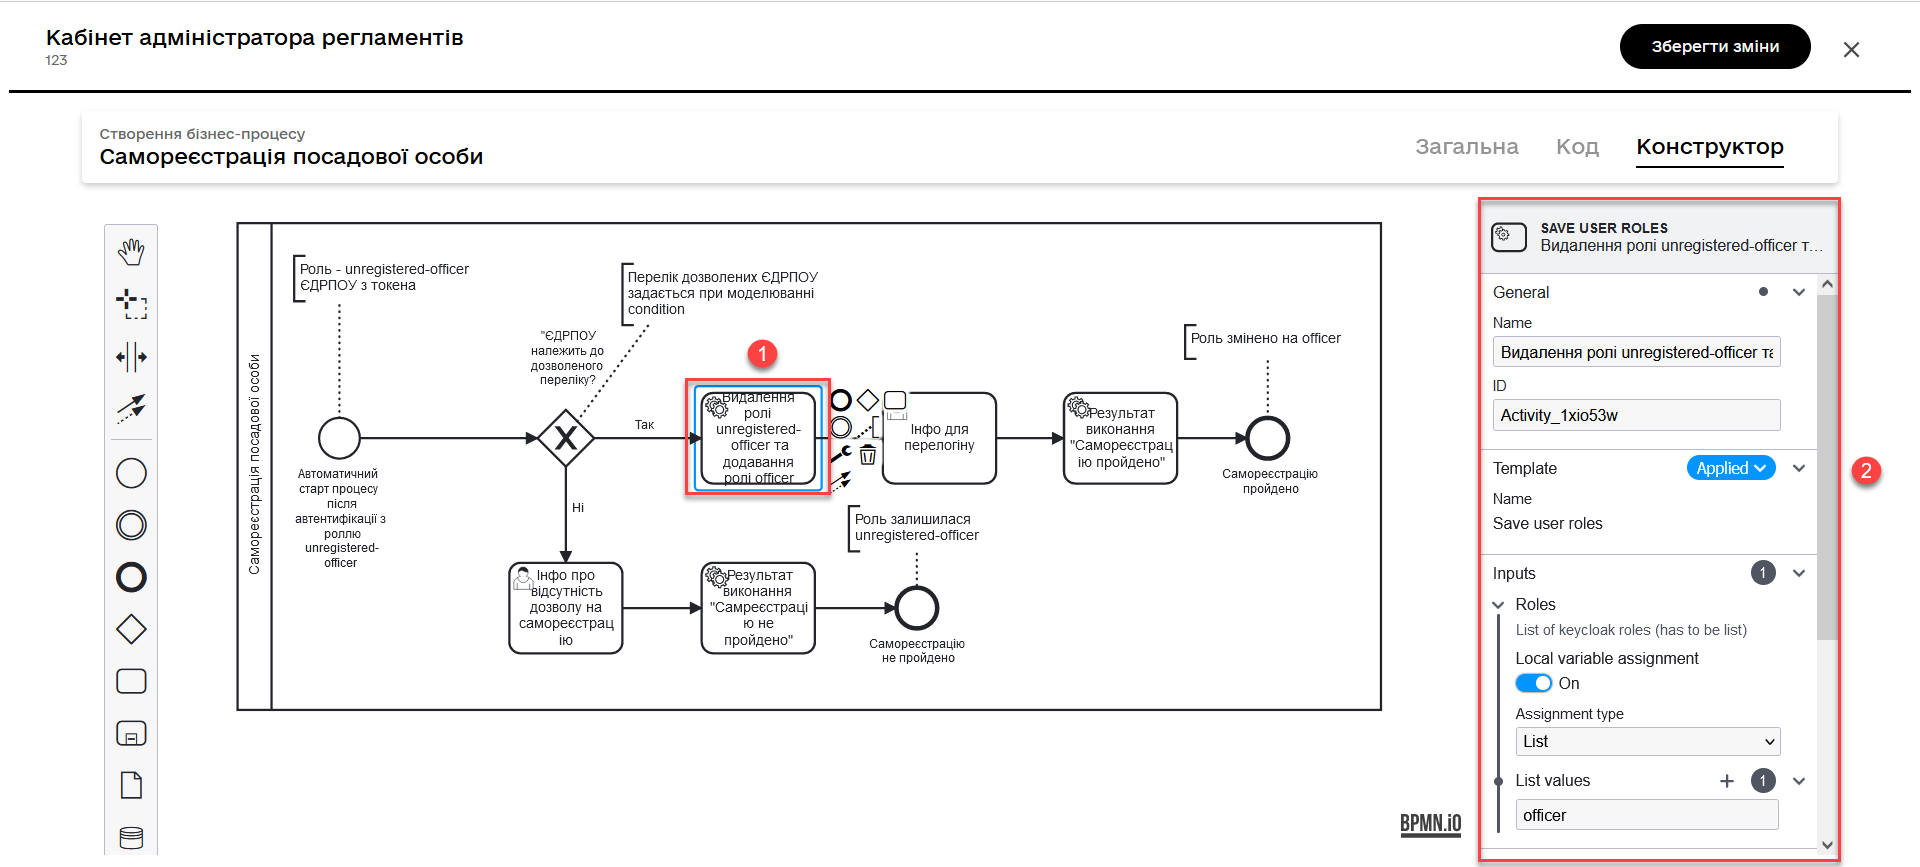 Кабінет адміністратора регламентів
123
Зберегти зміни
Створення бізнес-процесу
Самореєстрація посадової особи
Загальна
Код
Конструктор
Самореєстрація посадової особи
Роль - unregistered-officer
ЄДРПОУ з токена
Перелік дозволених ЄДРПОУ
задається при моделюванні
condition
"ЄДРПОУ
належить до
дозволеного
переліку?
1
Так
Видалення
ролі
unregistered-
officer та
додавання
ролі officer
Інфо для
перелогіну
Результат
виконання
"Самореєстрац
ію пройдено"
Роль змінено на officer
Самореєстрацію
пройдено
Автоматичний
старт процесу
після
автентифікації з
роллю
unregistered-
officer
Ні
Інфо про
відсутність
дозволу на
самореєстрац
ію
Результат
виконання
"Самреєстраці
ю не
пройдено"
Роль залишилася
unregistered-officer
Самореєстрацію
не пройдено
BPMN.iO
SAVE USER ROLES
Видалення ролі unregistered-officer т...
General
Name
Видалення ролі unregistered-officer та
ID
Activity_1xio53w
Template
Applied
2
Name
Save user roles
Inputs
1
Roles
List of keycloak roles (has to be list)
Local variable assignment
On
Assignment type
List
List values
1
officer